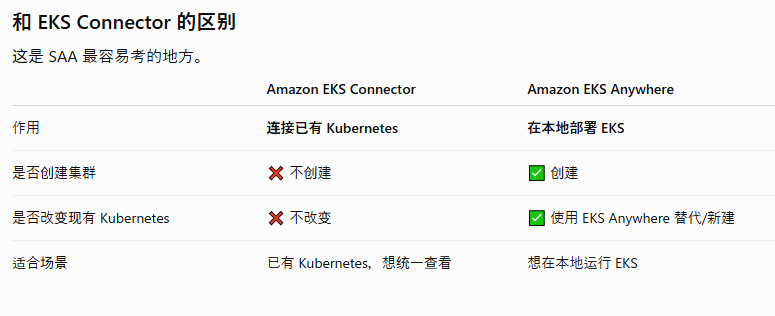 和 EKS Connector 的区别
这是 SAA 最容易考的地方。
Amazon EKS Connector Amazon EKS Anywhere
作用 连接已有 Kubernetes 在本地部署 EKS
是否创建集群 ❌ 不创建 ✅ 创建
是否改变现有 Kubernetes ❌ 不改变 ✅ 使用 EKS Anywhere 替代/新建
适合场景 已有 Kubernetes，想统一查看 想在本地运行 EKS